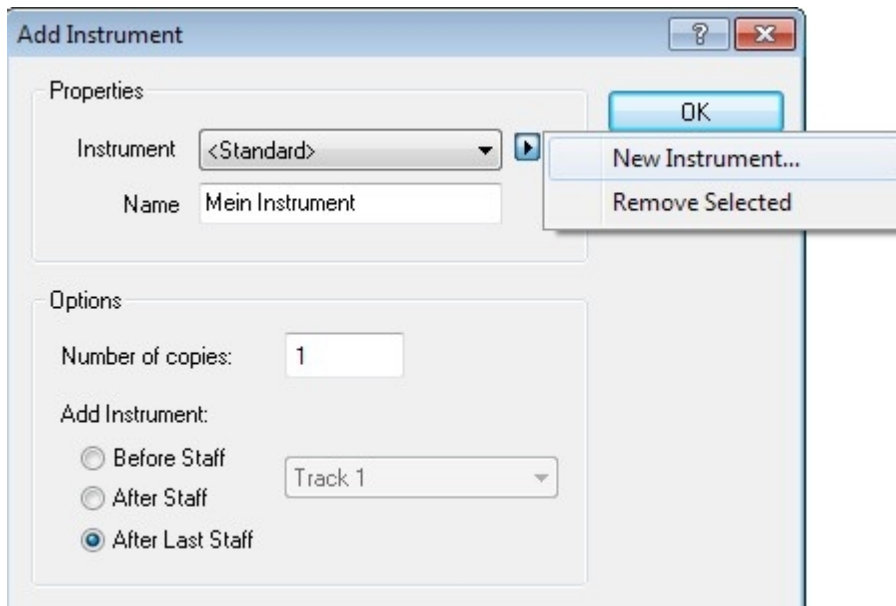 Add Instrument
Properties
OK
Instrument <Standard>
New Instrument...
Name Mein Instrument
Remove Selected
Options
Number of copies: 1
Add Instrument:
Before Staff
Track 1
After Staff
After Last Staff